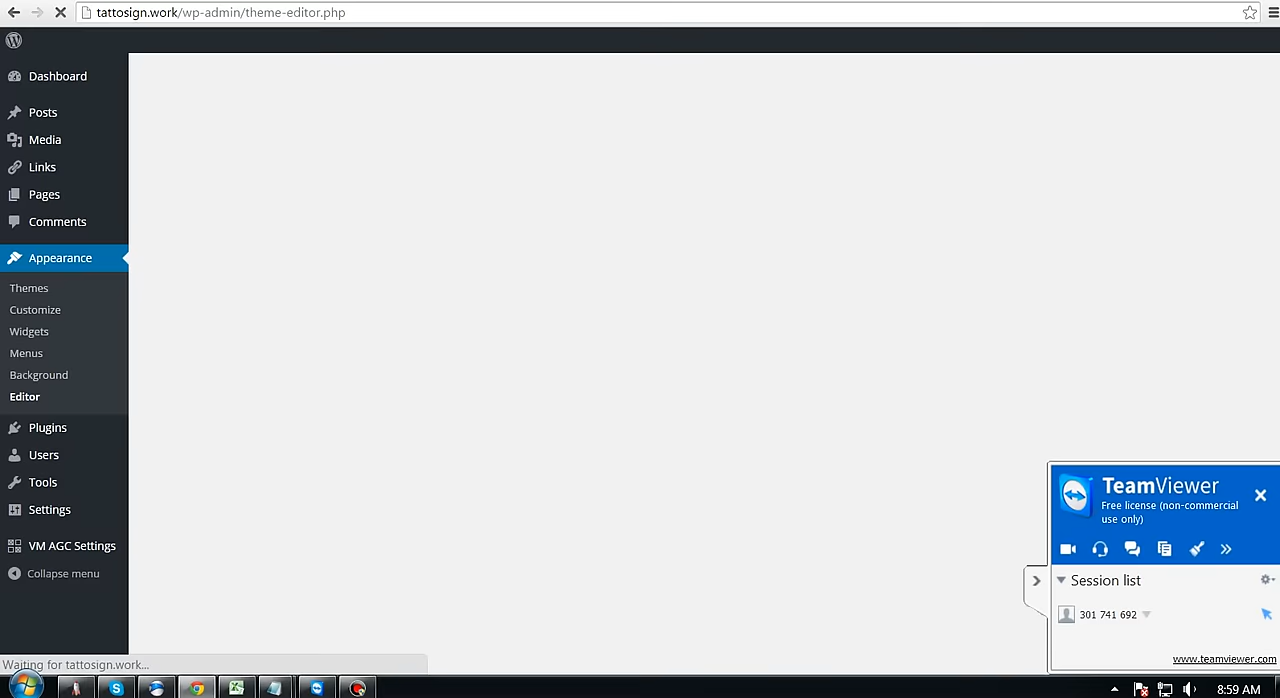 tattosign.work/wp-admin/theme-editor.php
Dashboard
Posts
Media
Links
Pages
Comments
Appearance
Themes
Customize
Widgets
Menus
Background
Editor
Plugins
Users
Tools
Settings
VM AGC Settings
Collapse menu
TeamViewer
Free license (non-commercial
use only)
Session list
301 741 692
www.teamviewer.com
Waiting for tattosign.work...
8:59 AM